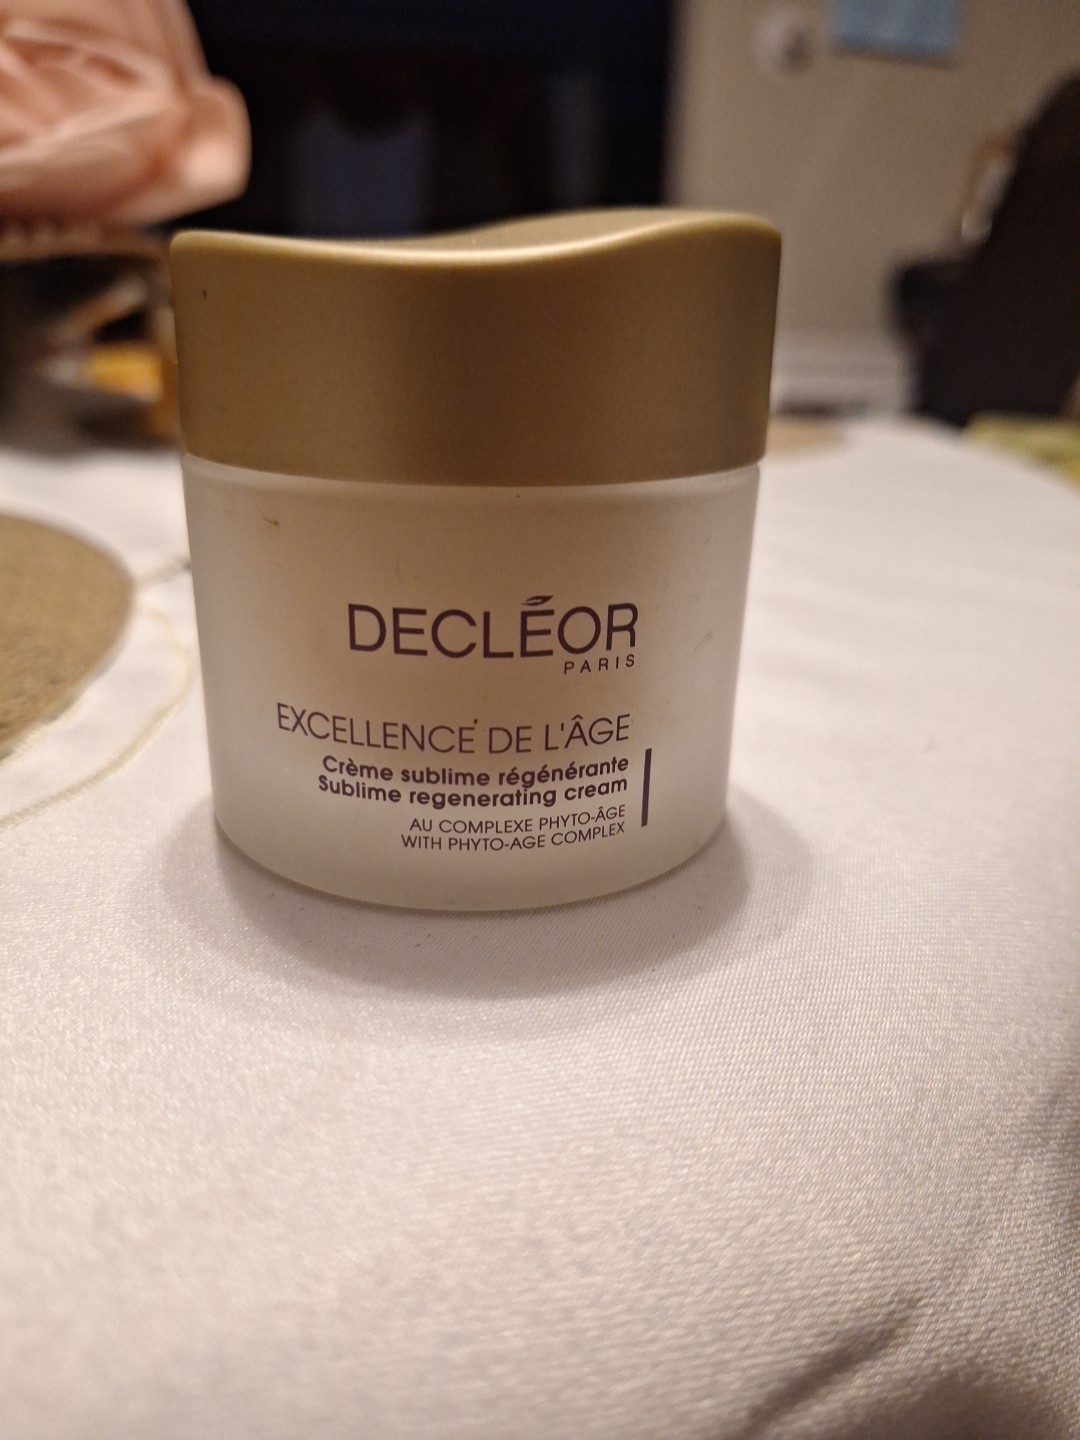 DECLÉOR
PARIS
EXCELLENCE DE L'ÂGE
Crème sublime régénérante
Sublime regenerating cream
AU COMPLEXE PHYTO-ÂGE
WITH PHYTO-AGE COMPLEX